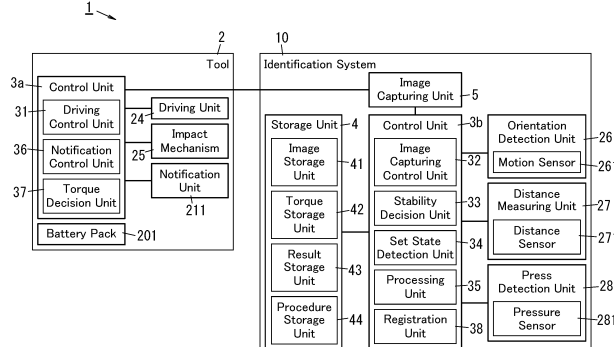 1
2
Tool
3a
Control Unit
31
Driving
Control Unit
36
Notification
Control Unit
37
Torque
Decision Unit
Driving Unit
24
Impact
Mechanism
25
Notification
Unit
211
Battery Pack
201
10
Identification System
Image
Capturing Unit
5
Storage Unit
4
Image
Storage
Unit
41
Torque
Storage
Unit
42
Result
Storage
Unit
43
Procedure
Storage
Unit
44
Control Unit
3b
Image
Capturing
Control Unit
32
Stability
Decision Unit
33
Set State
Detection Unit
34
Processing
Unit
35
Registration
Unit
38
Orientation
Detection Unit
26
Motion Sensor
26
Distance
Measuring Unit
27
Distance
Sensor
27
Press
Detection Unit
28
Pressure
Sensor
281